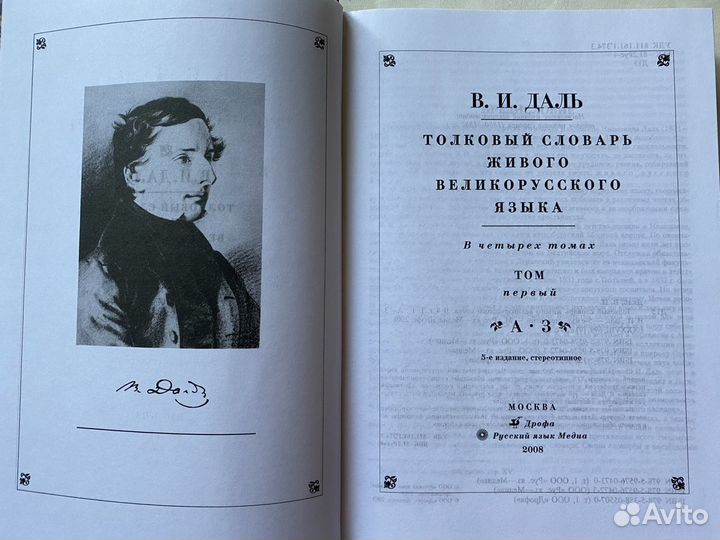 В Даль
В. И. ДАЛЬ
ТОЛКОВЫЙ СЛОВАРЬ
ЖИВОГО
ВЕЛИКОРУССКОГО
ЯЗЫКА
В четырех томах
ТОМ
первый
А · З
5-е издание, стереотипное
МОСКВА
Дрофа
Русский язык Медиа
2008
Avito